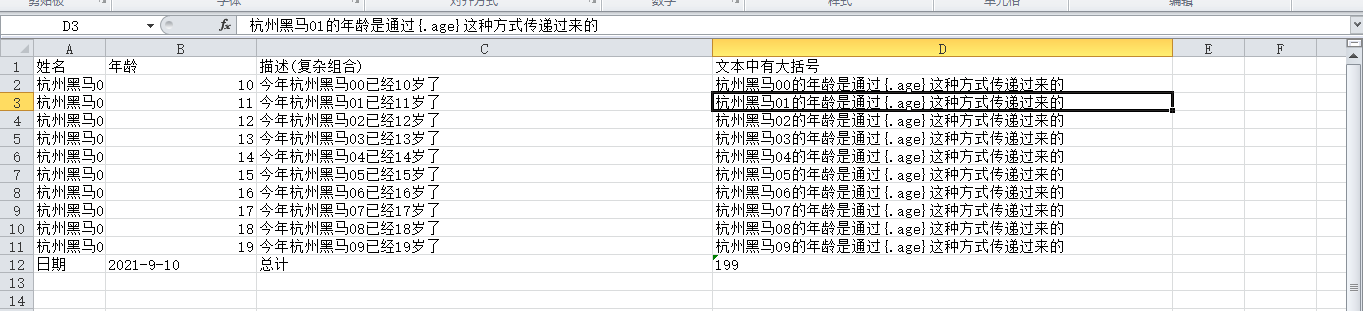 剪贴板 字体 对齐方式 数字 样式 单元格 编辑
D3 fx 杭州黑马01的年龄是通过{.age}这种方式传递过来的
A B C D E F
1 姓名 年龄 描述(复杂组合) 文本中有大括号
2 杭州黑马0 10 今年杭州黑马00已经10岁了 杭州黑马00的年龄是通过{.age}这种方式传递过来的
3 杭州黑马0 11 今年杭州黑马01已经11岁了 杭州黑马01的年龄是通过{.age}这种方式传递过来的
4 杭州黑马0 12 今年杭州黑马02已经12岁了 杭州黑马02的年龄是通过{.age}这种方式传递过来的
5 杭州黑马0 13 今年杭州黑马03已经13岁了 杭州黑马03的年龄是通过{.age}这种方式传递过来的
6 杭州黑马0 14 今年杭州黑马04已经14岁了 杭州黑马04的年龄是通过{.age}这种方式传递过来的
7 杭州黑马0 15 今年杭州黑马05已经15岁了 杭州黑马05的年龄是通过{.age}这种方式传递过来的
8 杭州黑马0 16 今年杭州黑马06已经16岁了 杭州黑马06的年龄是通过{.age}这种方式传递过来的
9 杭州黑马0 17 今年杭州黑马07已经17岁了 杭州黑马07的年龄是通过{.age}这种方式传递过来的
10 杭州黑马0 18 今年杭州黑马08已经18岁了 杭州黑马08的年龄是通过{.age}这种方式传递过来的
11 杭州黑马0 19 今年杭州黑马09已经19岁了 杭州黑马09的年龄是通过{.age}这种方式传递过来的
12 日期 2021-9-10 总计 199
13
14